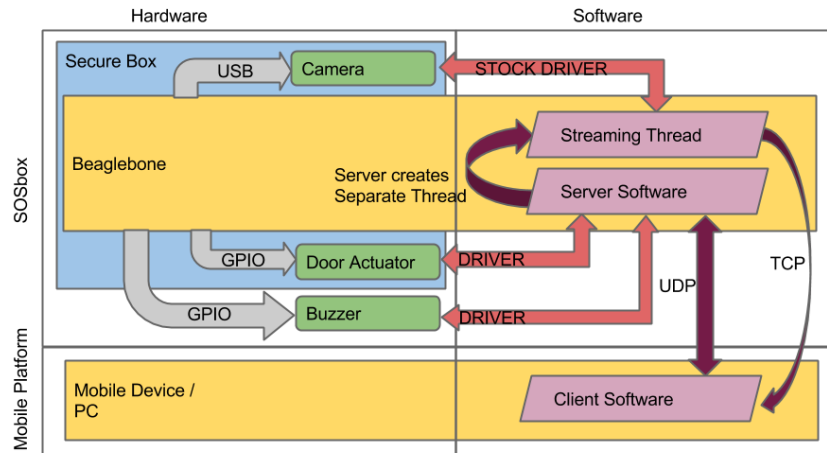 Hardware
Software
SOSbox
Secure Box
USB
Camera
STOCK DRIVER
Beaglebone
Streaming Thread
Server creates
Separate Thread
Server Software
GPIO
Door Actuator
DRIVER
UDP
TCP
GPIO
Buzzer
DRIVER
Mobile Platform
Mobile Device /
PC
Client Software